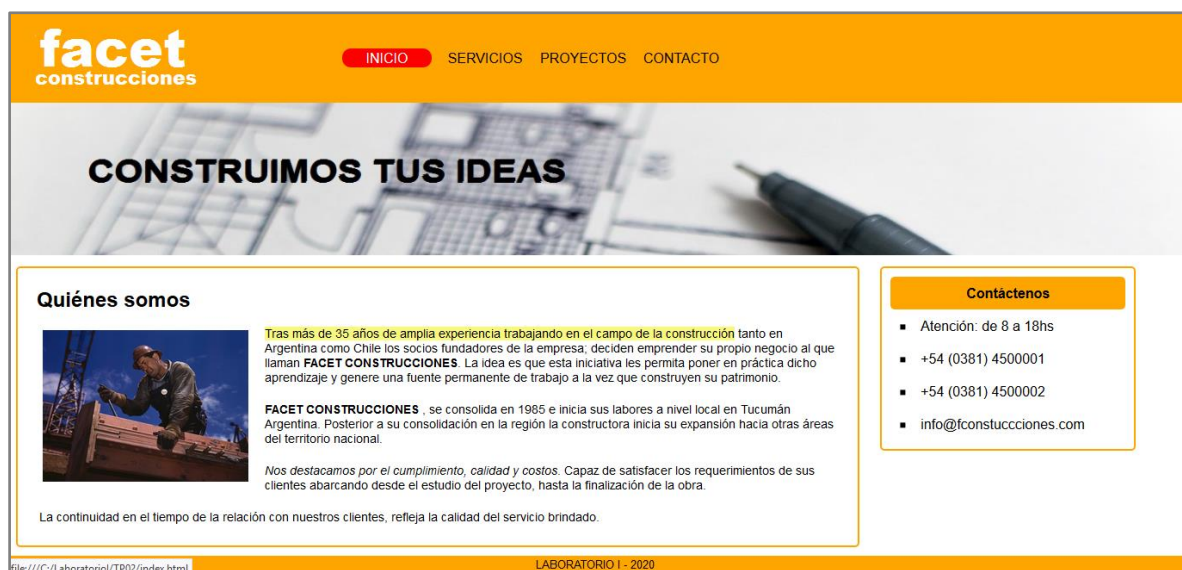 facet
construcciones
INICIO SERVICIOS PROYECTOS CONTACTO
CONSTRUIMOS TUS IDEAS
Quiénes somos
Tras más de 35 años de amplia experiencia trabajando en el campo de la construcción tanto en
Argentina como Chile los socios fundadores de la empresa; deciden emprender su propio negocio al que
llaman FACET CONSTRUCCIONES. La idea es que esta iniciativa les permita poner en práctica dicho
aprendizaje y genere una fuente permanente de trabajo a la vez que construyen su patrimonio.
FACET CONSTRUCCIONES , se consolida en 1985 e inicia sus labores a nivel local en Tucumán
Argentina. Posterior a su consolidación en la región la constructora inicia su expansión hacia otras áreas
del territorio nacional.
Nos destacamos por el cumplimiento, calidad y costos. Capaz de satisfacer los requerimientos de sus
clientes abarcando desde el estudio del proyecto, hasta la finalización de la obra.
La continuidad en el tiempo de la relación con nuestros clientes, refleja la calidad del servicio brindado.
Contáctenos
Atención: de 8 a 18hs
+54 (0381) 4500001
+54 (0381) 4500002
info@fconstuccciones.com
LABORATORIO I - 2020
file:///C:/LaboratorioI/TP02/index.html